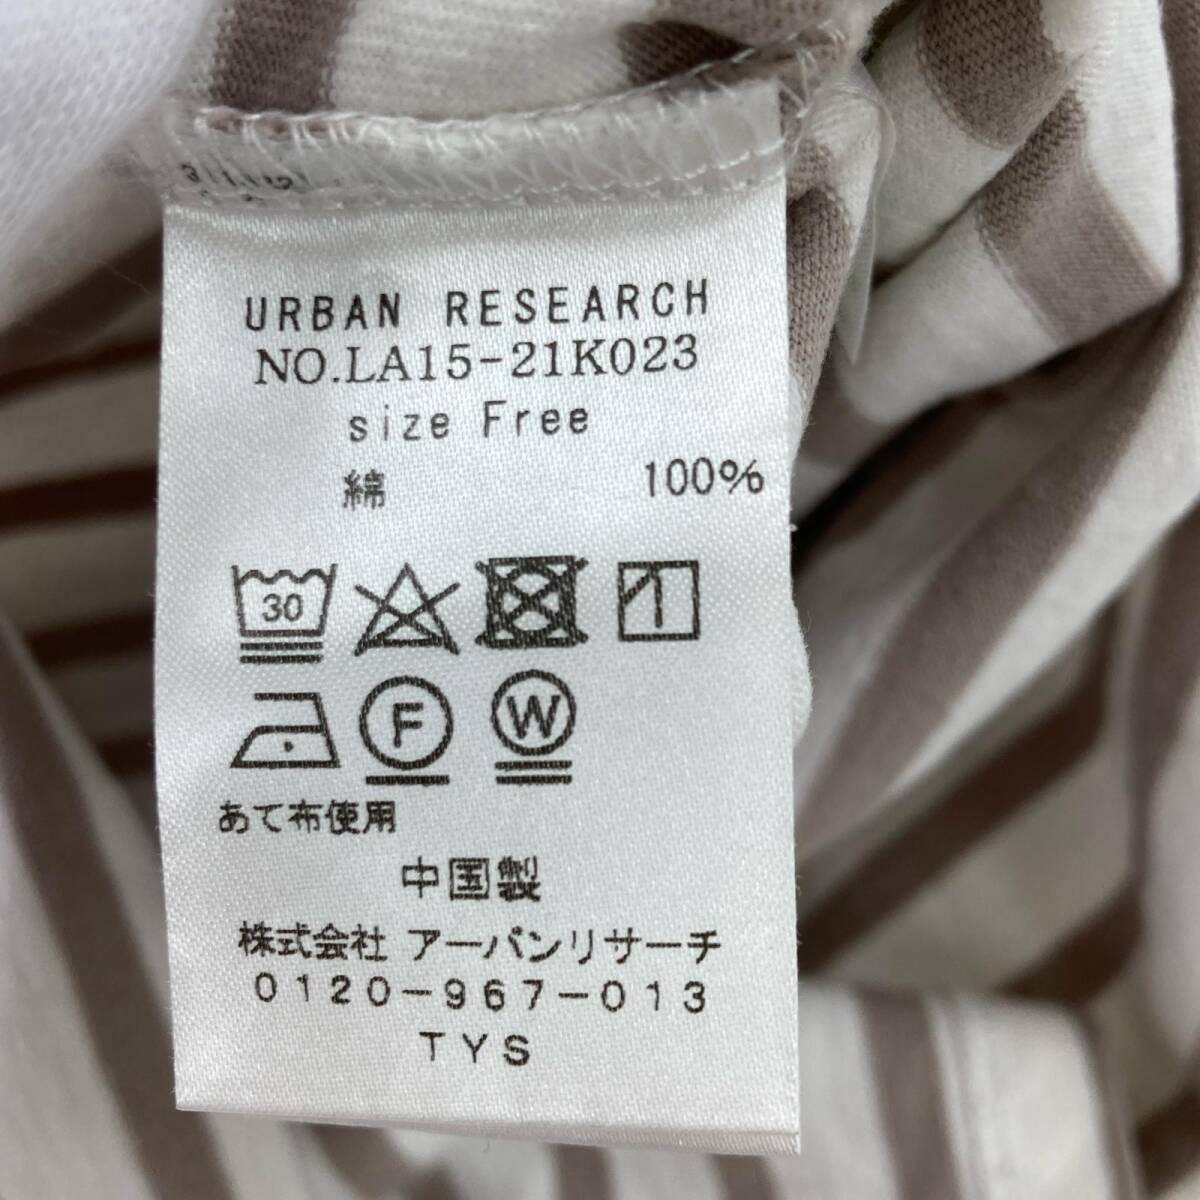 URBAN RESEARCH
NO.LA15-21K023
size Free
綿 100%
30
F W
あて布使用
中国製
株式会社 アーバンリサーチ
0120-967-013
TYS